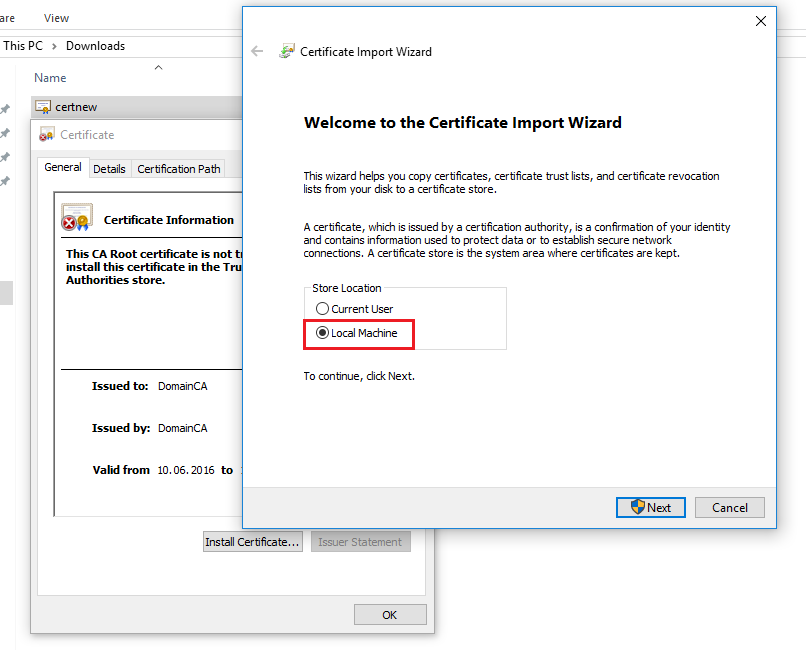 are View
This PC > Downloads
Name
certnew
Certificate
General Details Certification Path
Certificate Information
This CA Root certificate is not tr
install this certificate in the Tru
Authorities store.
Issued to: DomainCA
Issued by: DomainCA
Valid from 10.06.2016 to
Install Certificate... Issuer Statement
OK
Certificate Import Wizard
Welcome to the Certificate Import Wizard
This wizard helps you copy certificates, certificate trust lists, and certificate revocation
lists from your disk to a certificate store.
A certificate, which is issued by a certification authority, is a confirmation of your identity
and contains information used to protect data or to establish secure network
connections. A certificate store is the system area where certificates are kept.
Store Location
Current User
Local Machine
To continue, click Next.
Next Cancel